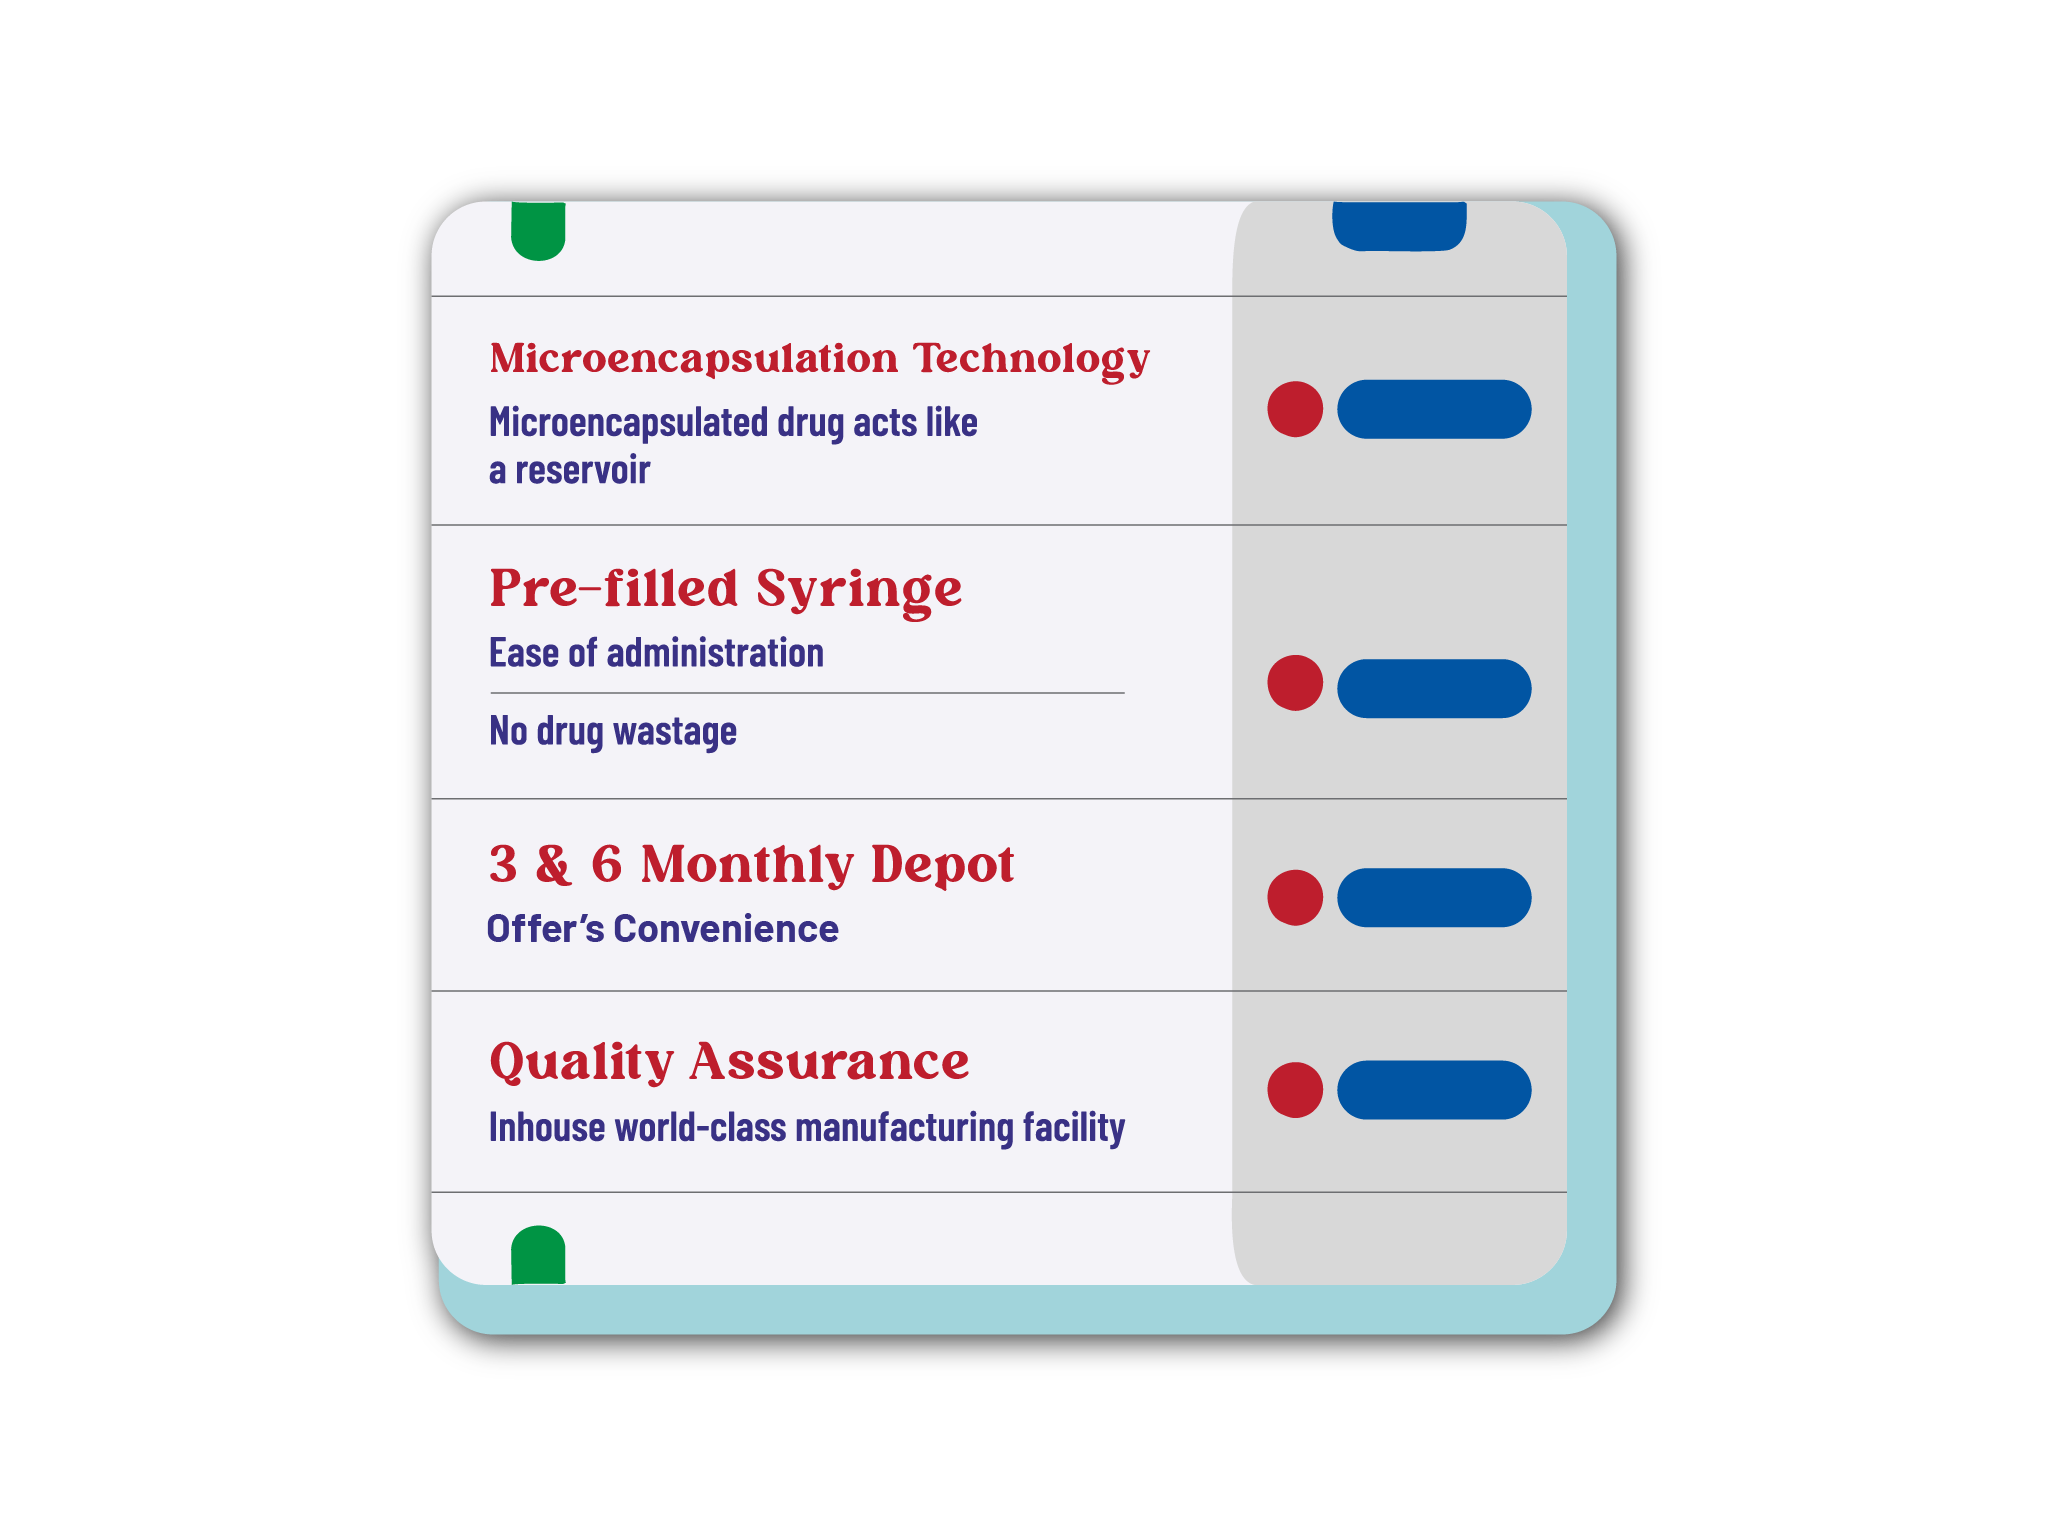 Microencapsulation Technology
Microencapsulated drug acts like
a reservoir
Pre-filled Syringe
Ease of administration
No drug wastage
3 & 6 Monthly Depot
Offer’s Convenience
Quality Assurance
Inhouse world-class manufacturing facility